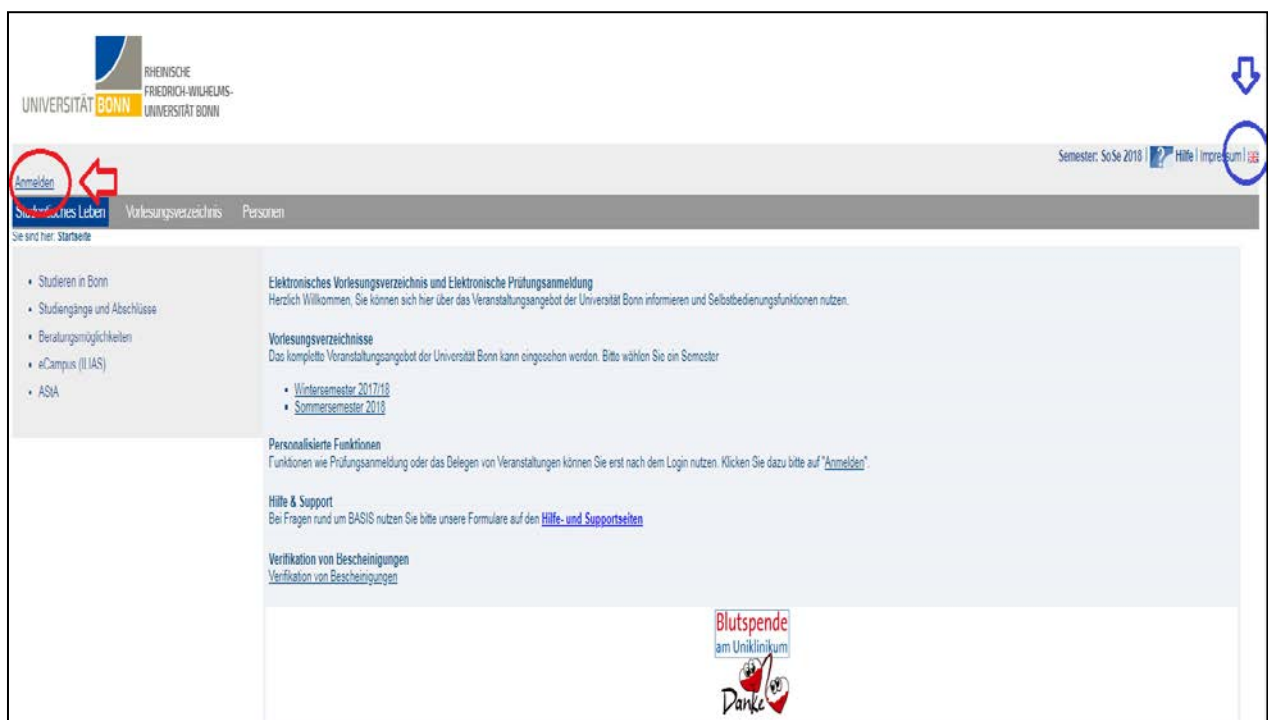 RHEINISCHE
FRIEDRICH-WILHELMS-
UNIVERSITÄT BONN
UNIVERSITÄT BONN
Semester: SoSe 2018 | ? Hilfe | Impressum |
Anmelden
Studentisches Leben Vorlesungsverzeichnis Personen
Sie sind hier: Startseite
Studieren in Bonn
Studiengänge und Abschlüsse
Beratungsmöglichkeiten
eCampus (ILIAS)
AStA
Elektronisches Vorlesungsverzeichnis und Elektronische Prüfungsanmeldung
Herzlich Willkommen, Sie können sich hier über das Veranstaltungsangebot der Universität Bonn informieren und Selbstbedienungsfunktionen nutzen.
Vorlesungsverzeichnisse
Das komplette Veranstaltungsangebot der Universität Bonn kann eingesehen werden. Bitte wählen Sie ein Semester
Wintersemester 2017/18
Sommersemester 2018
Personalisierte Funktionen
Funktionen wie Prüfungsanmeldung oder das Belegen von Veranstaltungen können Sie erst nach dem Login nutzen. Klicken Sie dazu bitte auf "Anmelden".
Hilfe & Support
Bei Fragen rund um BASIS nutzen Sie bitte unsere Formulare auf den Hilfe- und Supportseiten
Verifikation von Bescheinigungen
Verifikation von Bescheinigungen
Blutspende
am Uniklinikum
Danke